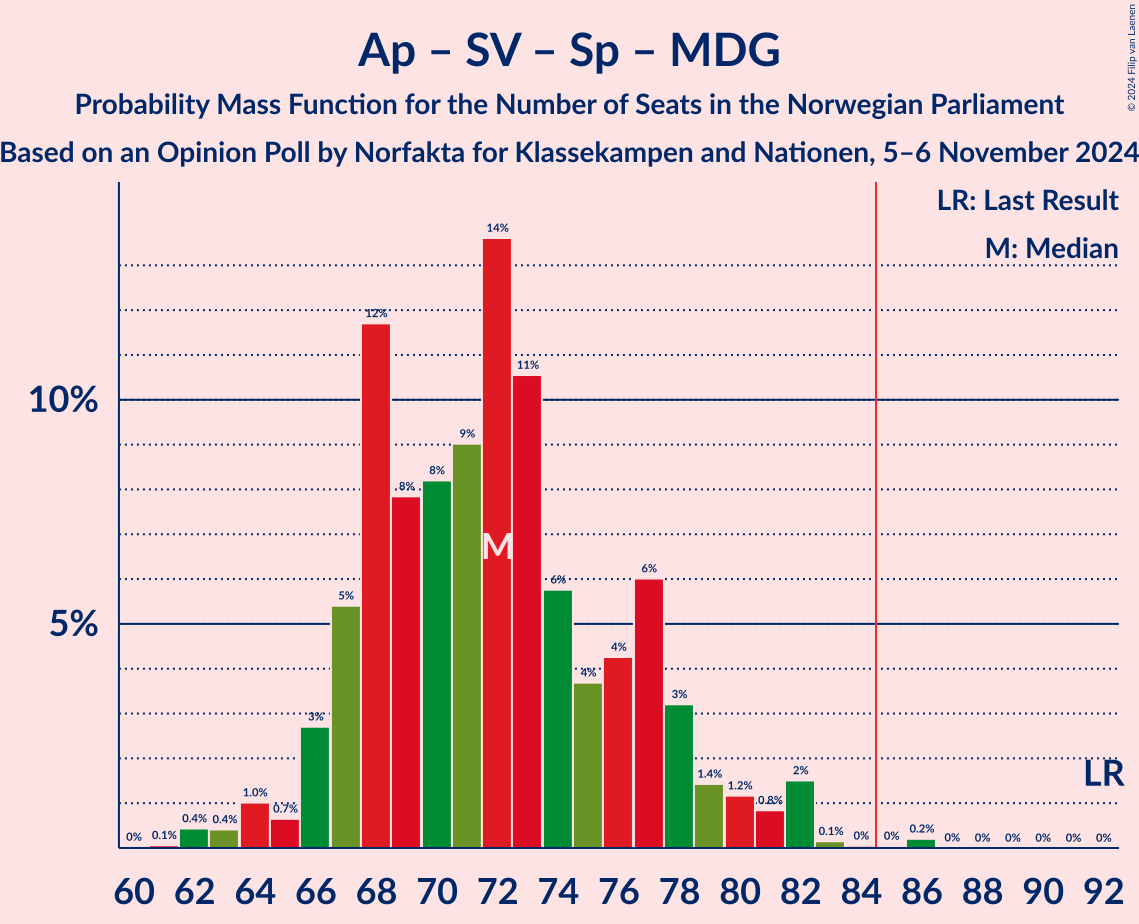 Ap – SV – Sp – MDG
Probability Mass Function for the Number of Seats in the Norwegian Parliament
Based on an Opinion Poll by Norfakta for Klassekampen and Nationen, 5–6 November 2024
© 2024 Filip van Laenen
LR: Last Result
M: Median
10%
5%
0% 0.1% 0.4% 0.4% 1.0% 0.7% 3% 5% 12% 8% 8% 9% 14% 11% 6% 4% 4% 6% 3% 1.4% 1.2% 0.8% 2% 0.1% 0% 0% 0.2% 0% 0% 0% 0% 0% 0%
M
LR
60 62 64 66 68 70 72 74 76 78 80 82 84 86 88 90 92